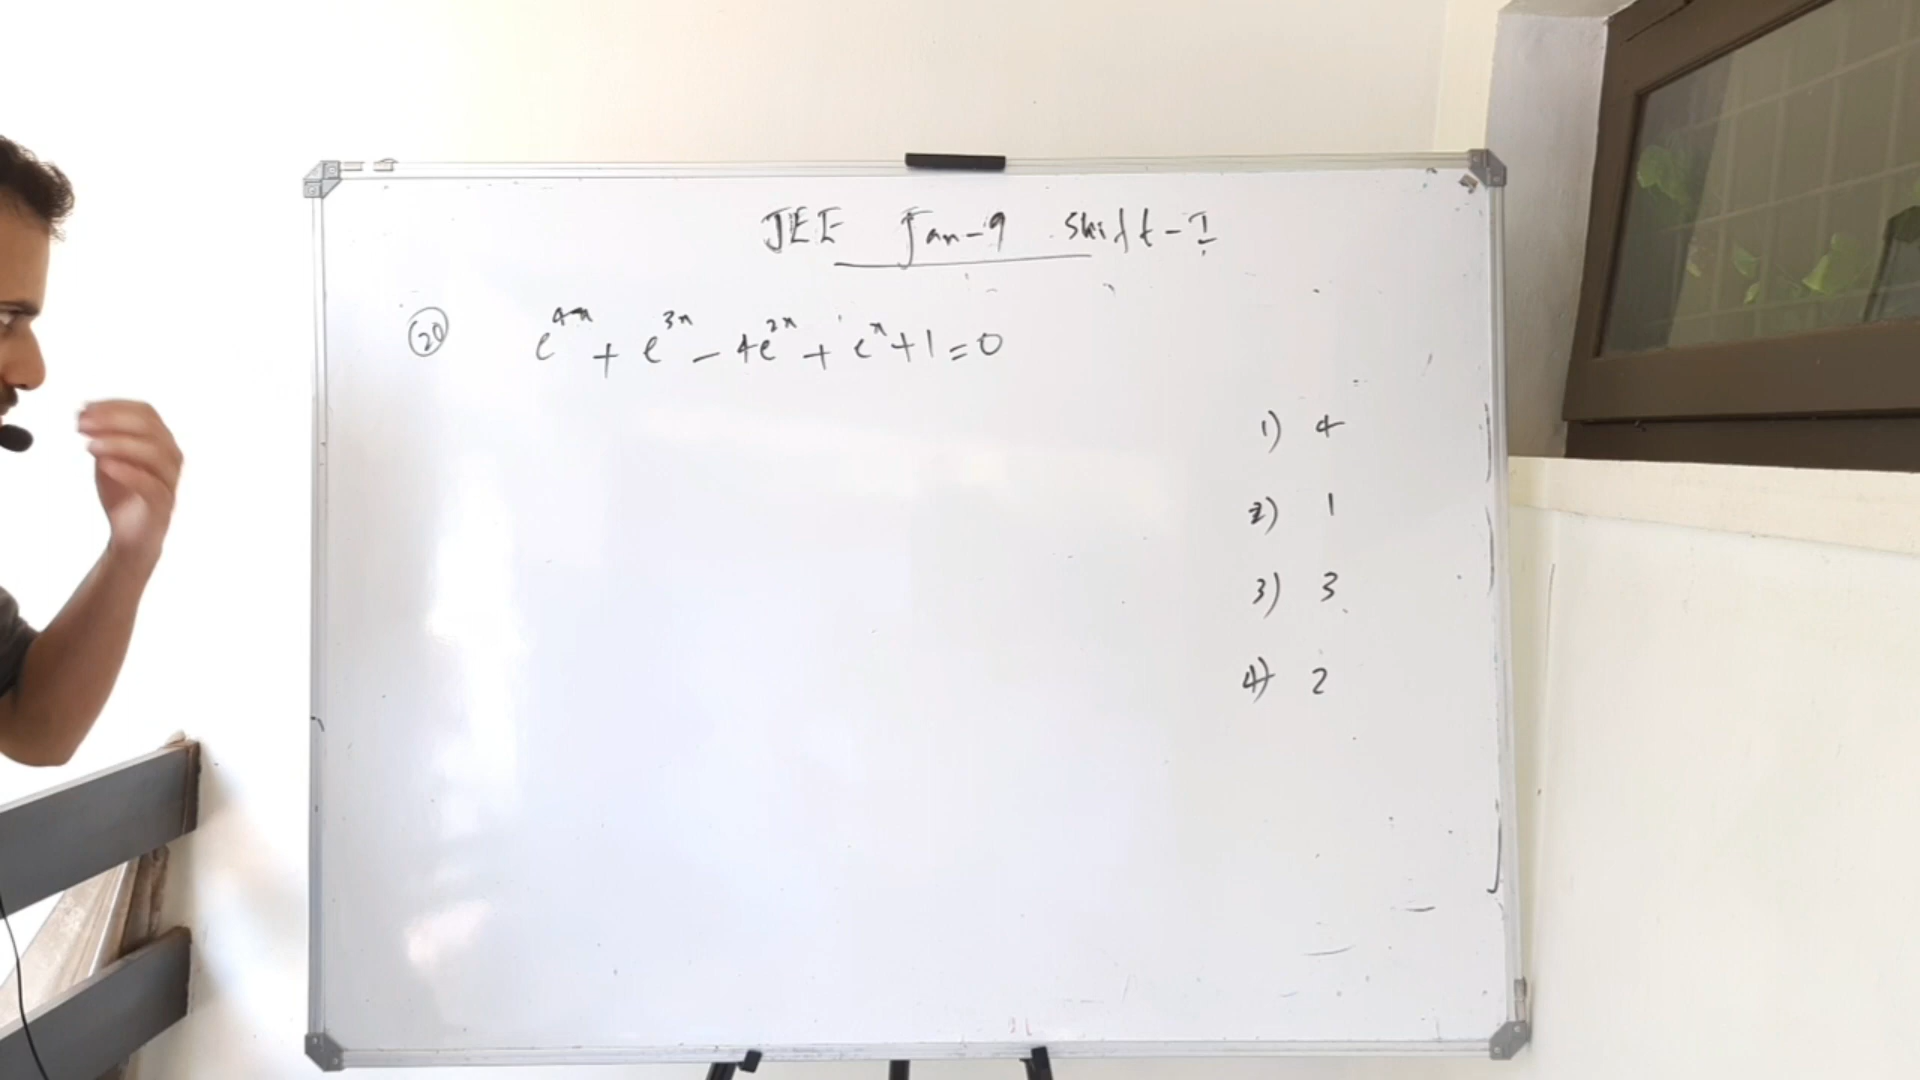 JEE Jan-9 Shift-I
20 e^{4x} + e^{3x} - 4e^{2x} + e^{x} + 1 = 0
1) 4
2) 1
3) 3
4) 2